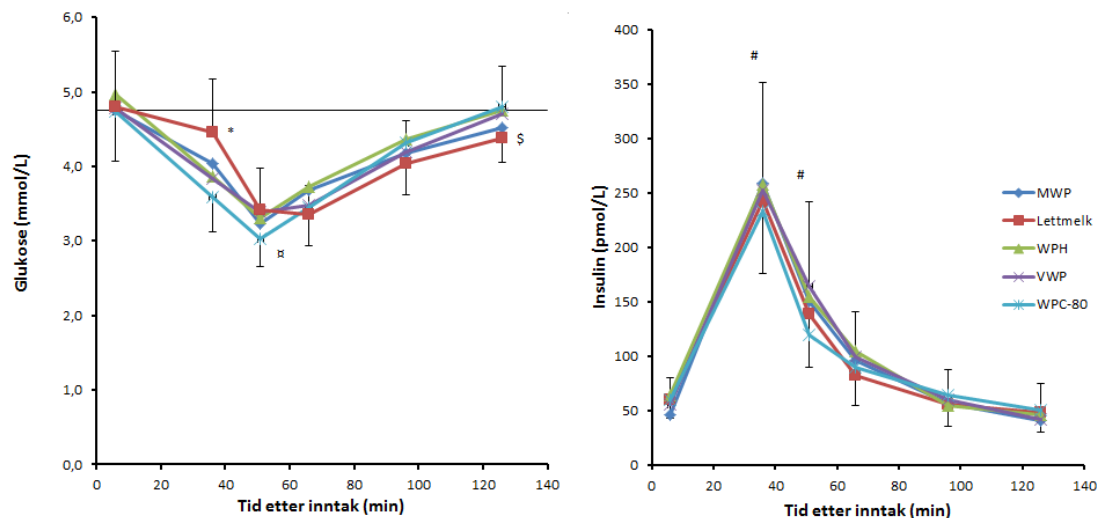 Glukose (mmol/L)
6,0
5,0
4,0
3,0
2,0
1,0
0,0
*
¤
$
0 20 40 60 80 100 120 140
Tid etter inntak (min)
Insulin (pmol/L)
400
350
300
250
200
150
100
50
0
#
#
0 20 40 60 80 100 120 140
Tid etter inntak (min)
MWP
Lettmelk
WPH
VWP
WPC-80